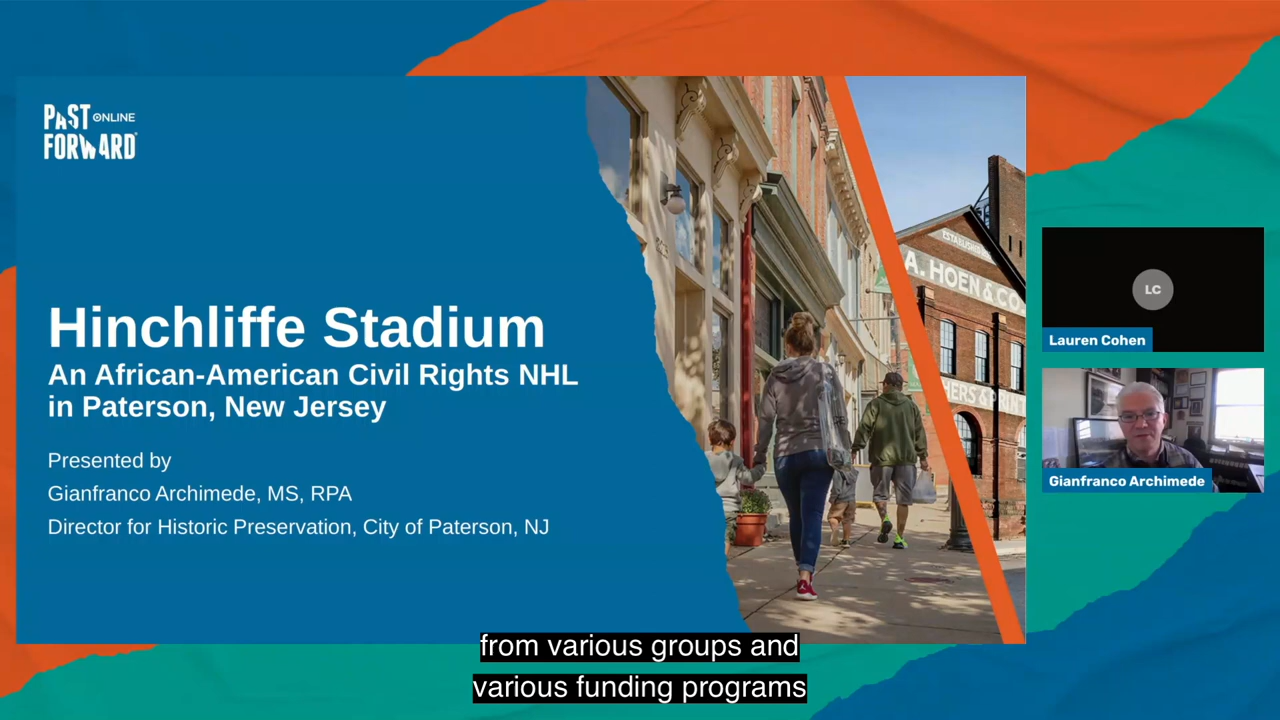 PAST ONLINE
FORWARD
Hinchliffe Stadium
An African-American Civil Rights NHL
in Paterson, New Jersey
Presented by
Gianfranco Archimede, MS, RPA
Director for Historic Preservation, City of Paterson, NJ
A. HOEN & CO
LC
Lauren Cohen
Gianfranco Archimede
from various groups and
various funding programs